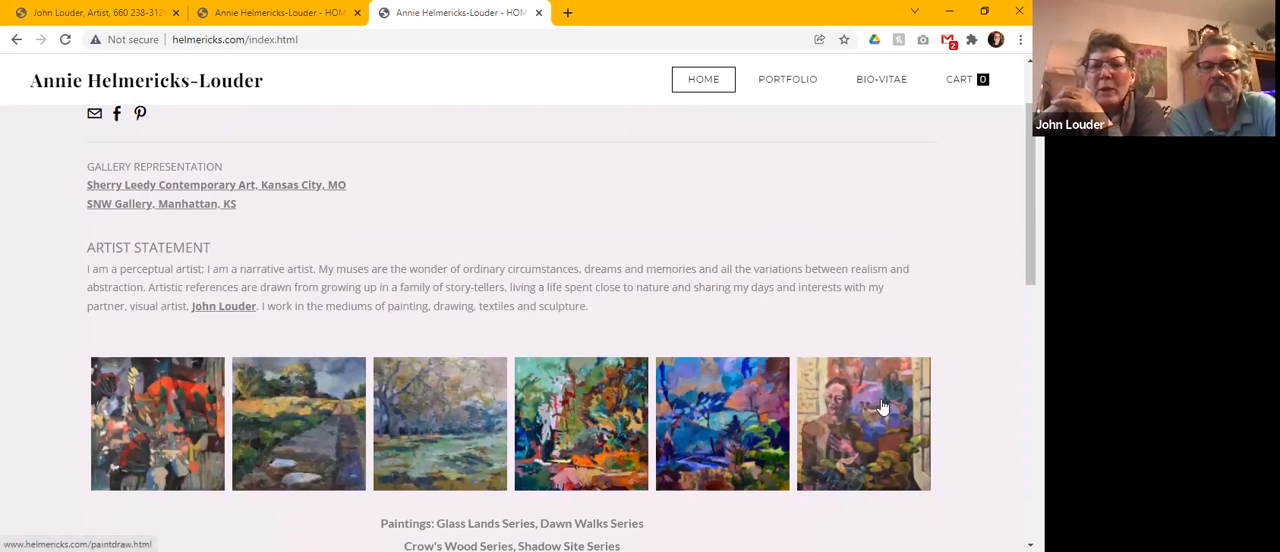 John Louder, Artist, 660 238-312
Annie Helmericks-Louder - HOM
Annie Helmericks-Louder - HOM
Not secure
helmericks.com/index.html
2
Annie Helmericks-Louder
HOME
PORTFOLIO
BIO-VITAE
CART 0
John Louder
GALLERY REPRESENTATION
Sherry Leedy Contemporary Art, Kansas City, MO
SNW Gallery, Manhattan, KS
ARTIST STATEMENT
I am a perceptual artist; I am a narrative artist. My muses are the wonder of ordinary circumstances, dreams and memories and all the variations between realism and
abstraction. Artistic references are drawn from growing up in a family of story-tellers, living a life spent close to nature and sharing my days and interests with my
partner, visual artist, John Louder. I work in the mediums of painting, drawing, textiles and sculpture.
Paintings: Glass Lands Series, Dawn Walks Series
Crow's Wood Series, Shadow Site Series
www.helmericks.com/paintdraw.html